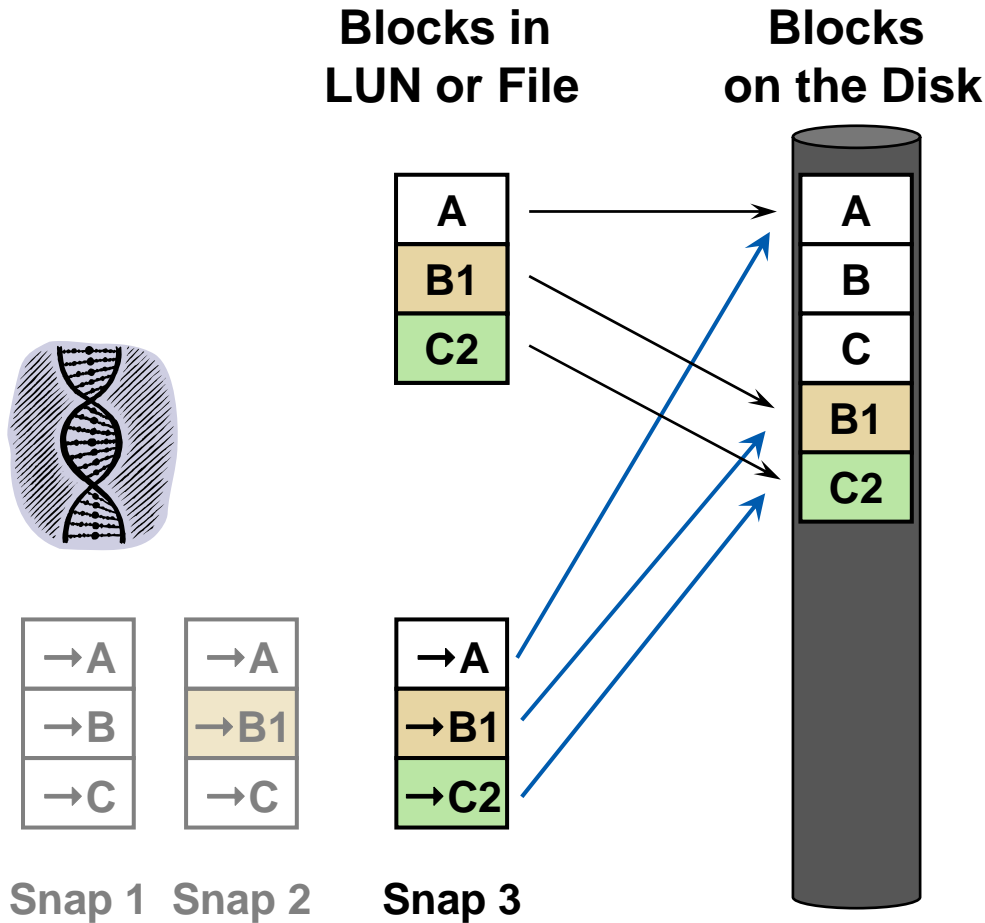 Blocks in
LUN or File
Blocks
on the Disk
A
B1
C2
A
B
C
B1
C2
→A
→B
→C
→A
→B1
→C
→A
→B1
→C2
Snap 1
Snap 2
Snap 3